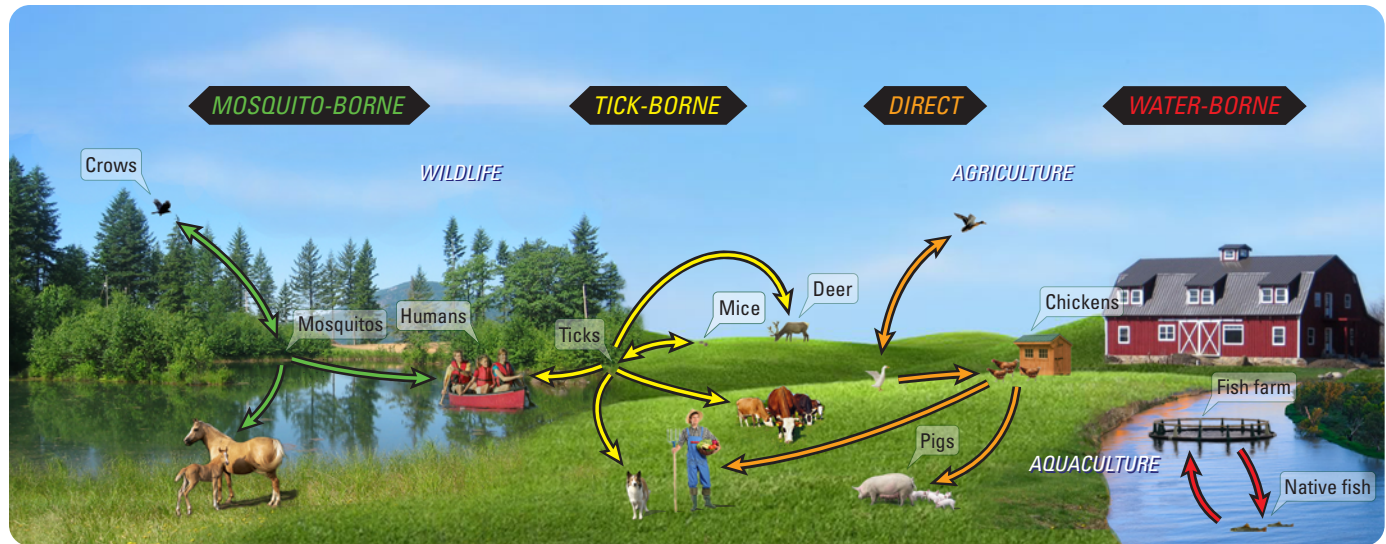 MOSQUITO-BORNE
TICK-BORNE
DIRECT
WATER-BORNE
Crows
WILDLIFE
AGRICULTURE
Mosquitos
Humans
Ticks
Mice
Deer
Chickens
Fish farm
Pigs
AQUACULTURE
Native fish